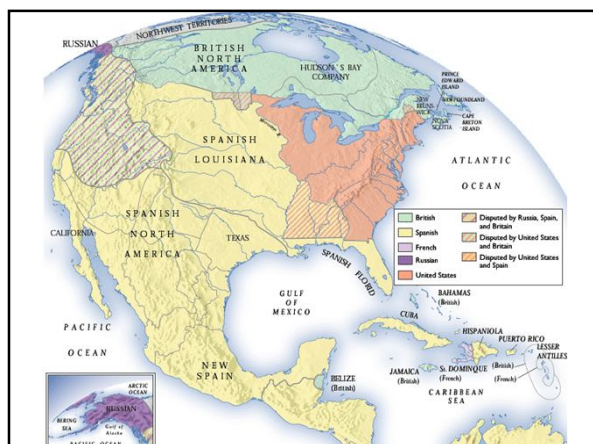 NORTHWEST TERRITORIES
RUSSIAN
BRITISH
NORTH
AMERICA
HUDSON'S BAY
COMPANY
PRINCE
EDWARD
ISLAND
NEWFOUNDLAND
NEW
BRUNS-
WICK
NOVA
SCOTIA
CAPE
BRETON
ISLAND
SPANISH
LOUISIANA
ATLANTIC
OCEAN
SPANISH
NORTH
AMERICA
CALIFORNIA
TEXAS
British
Spanish
French
Russian
United States
Disputed by Russia, Spain,
and Britain
Disputed by United States
and Britain
Disputed by United States
and Spain
SPANISH FLORID
GULF
OF
MEXICO
BAHAMAS
(British)
PACIFIC
OCEAN
CUBA
HISPANIOLA
PUERTO RICO
LESSER
ANTILLES
NEW
SPAIN
BELIZE
(British)
JAMAICA
(British)
ST. DOMINQUE
(French)
(British)
(French)
CARIBBEAN
SEA
ARCTIC
OCEAN
RUSSIAN
BERING
SEA
Gulf of
Alaska
PACIFIC OCEAN